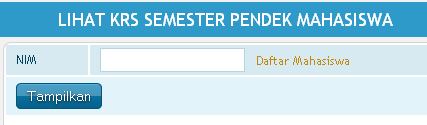 LIHAT KRS SEMESTER PENDEK MAHASISWA
NIM Daftar Mahasiswa
Tampilkan